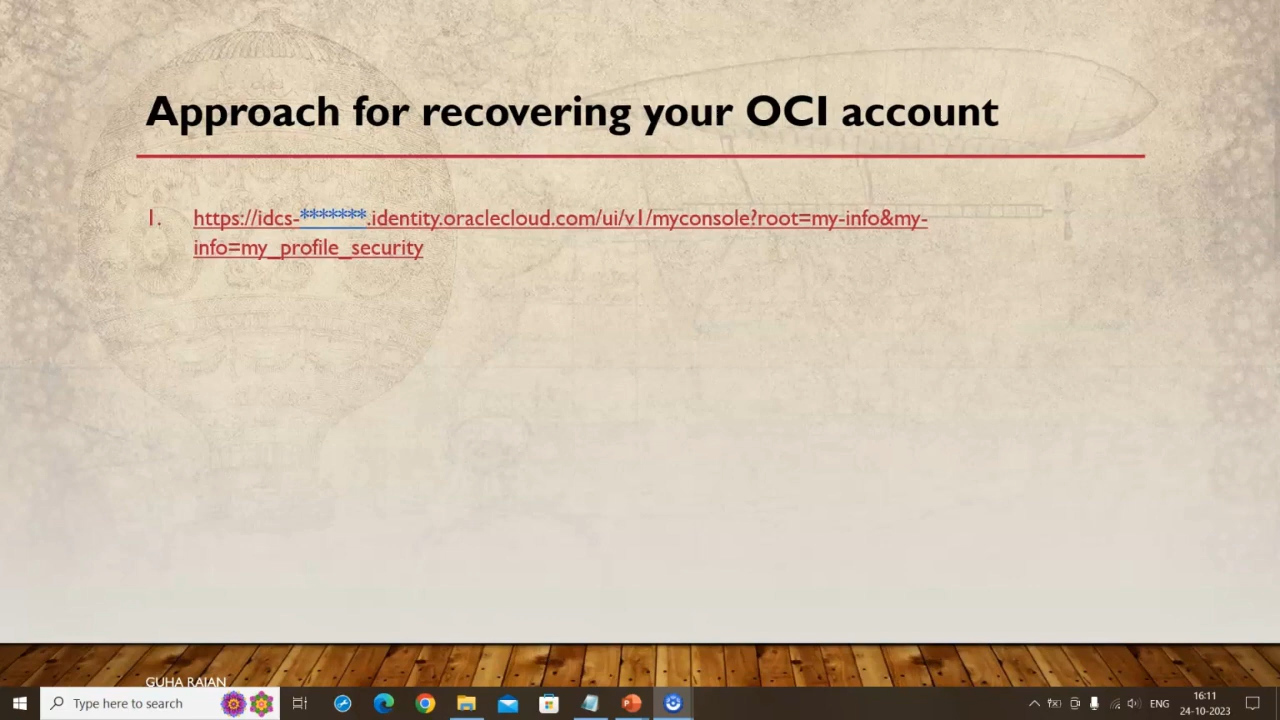 Approach for recovering your OCI account
1. https://idcs-*******.identity.oraclecloud.com/ui/v1/myconsole?root=my-info&my-
info=my_profile_security
GUHA RAJAN
Type here to search
ENG
16:11
24-10-2023